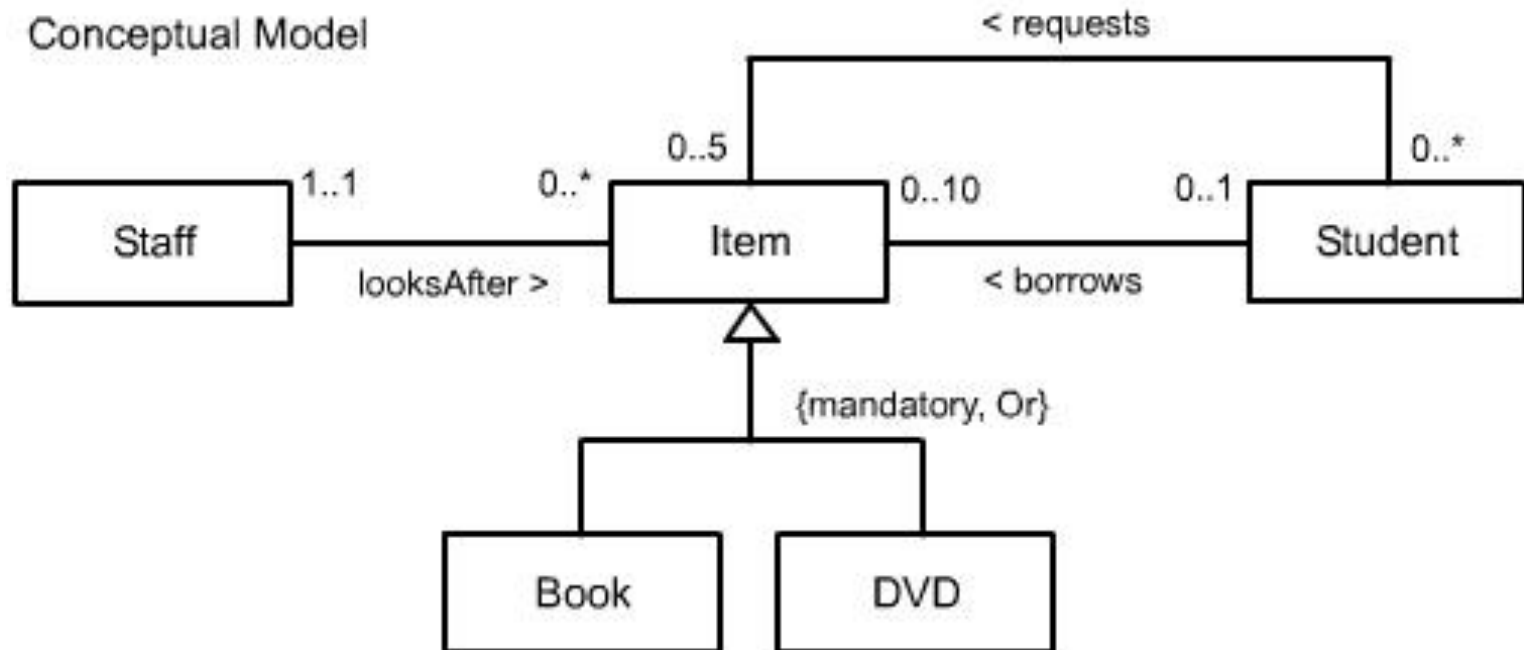 Conceptual Model
< requests
0..5
0..*
1..1
0..*
0..10
0..1
Staff
Item
Student
looksAfter >
< borrows
{mandatory, Or}
Book
DVD